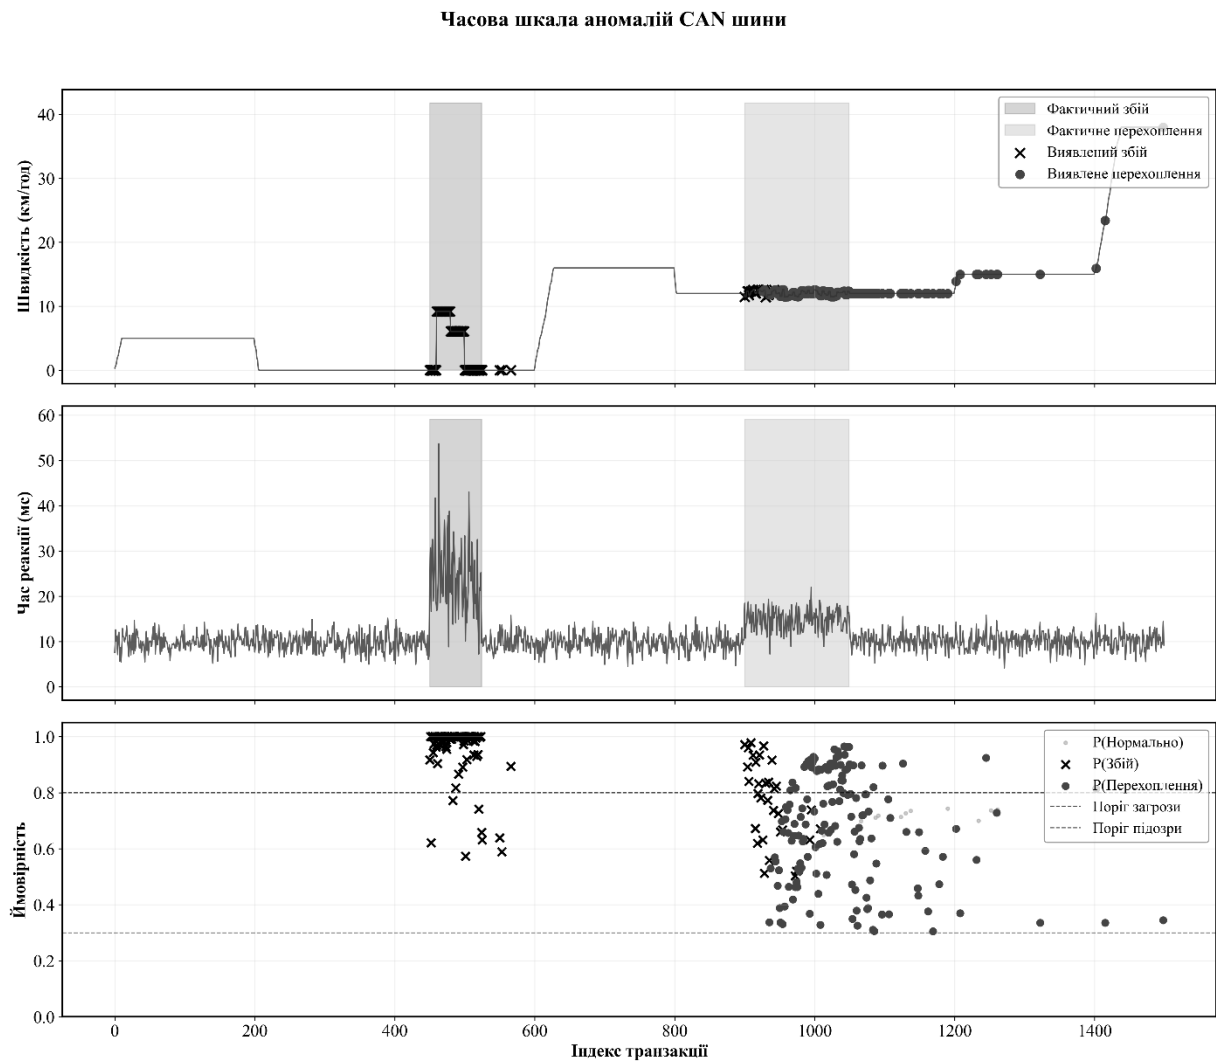 Часова шкала аномалій CAN шини
Швидкість (км/год)
40
30
20
10
0
Фактичний збій
Фактичне перехоплення
Виявлений збій
Виявлене перехоплення
Час реакції (мс)
60
50
40
30
20
10
0
Ймовірність
1.0
0.8
0.6
0.4
0.2
0.0
P(Нормально)
P(Збій)
P(Перехоплення)
Поріг загрози
Поріг підозри
0 200 400 600 800 1000 1200 1400
Індекс транзакції